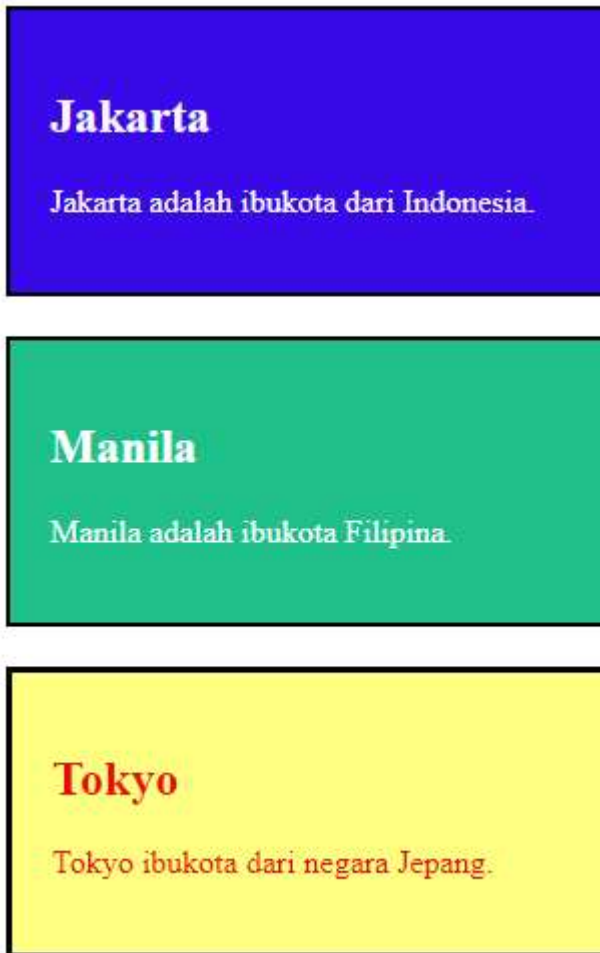 Jakarta
Jakarta adalah ibukota dari Indonesia.
Manila
Manila adalah ibukota Filipina.
Tokyo
Tokyo ibukota dari negara Jepang.